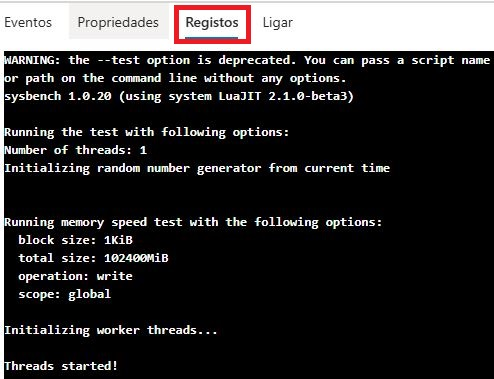 Eventos Propriedades Registos Ligar
WARNING: the --test option is deprecated. You can pass a script name
or path on the command line without any options.
sysbench 1.0.20 (using system LuaJIT 2.1.0-beta3)
Running the test with following options:
Number of threads: 1
Initializing random number generator from current time
Running memory speed test with the following options:
block size: 1KiB
total size: 102400MiB
operation: write
scope: global
Initializing worker threads...
Threads started!